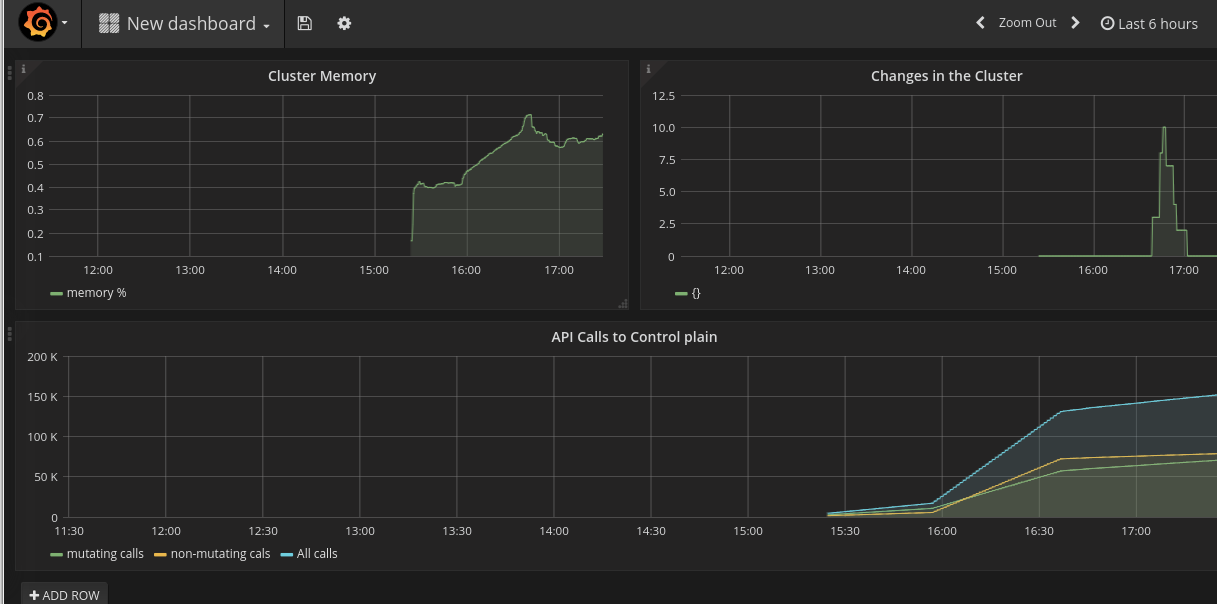 New dashboard
Zoom Out
Last 6 hours
Cluster Memory
0.8
0.7
0.6
0.5
0.4
0.3
0.2
0.1
12:00 13:00 14:00 15:00 16:00 17:00
memory %
Changes in the Cluster
12.5
10.0
7.5
5.0
2.5
0
12:00 13:00 14:00 15:00 16:00 17:00
{}
API Calls to Control plain
200 K
150 K
100 K
50 K
0
11:30 12:00 12:30 13:00 13:30 14:00 14:30 15:00 15:30 16:00 16:30 17:00
mutating calls non-mutating cals All calls
+ ADD ROW